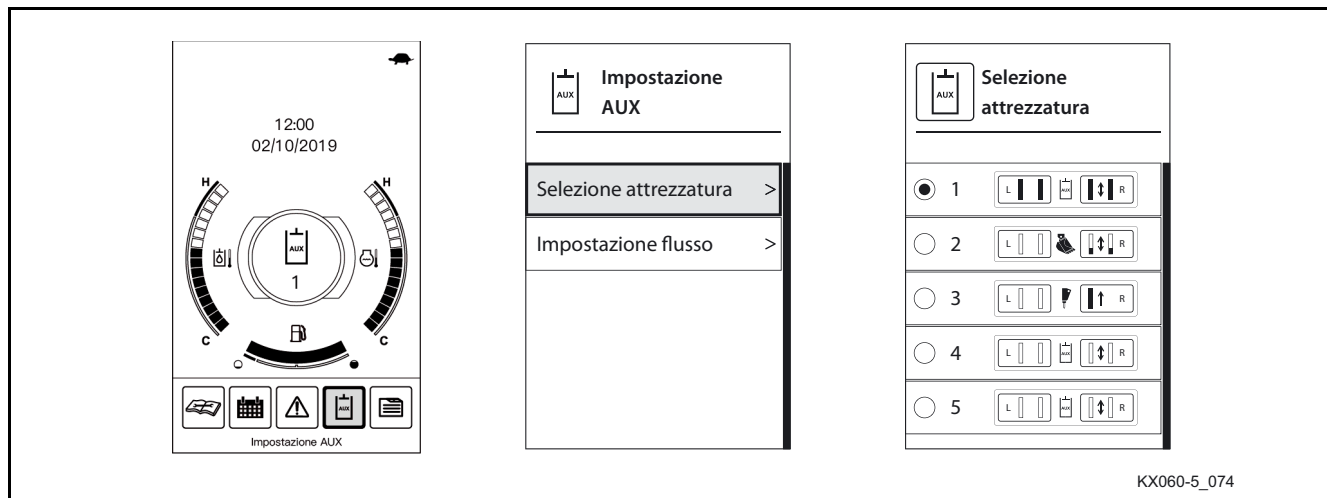 12:00
02/10/2019
H
H
AUX
1
C
C
AUX
Impostazione AUX
AUX
Impostazione
AUX
Selezione attrezzatura >
Impostazione flusso >
AUX
Selezione
attrezzatura
1 L AUX R
2 L R
3 L R
4 L AUX R
5 L AUX R
KX060-5_074